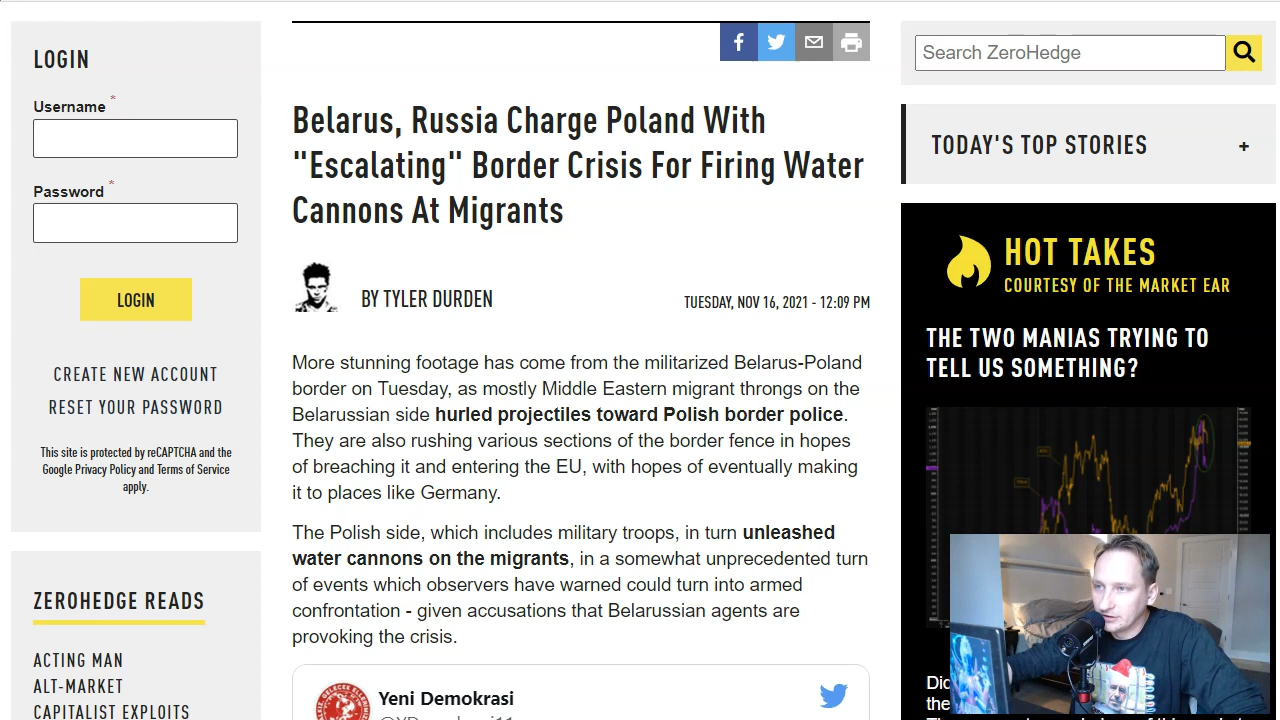 LOGIN
Username *
Password *
LOGIN
CREATE NEW ACCOUNT
RESET YOUR PASSWORD
This site is protected by reCAPTCHA and the
Google Privacy Policy and Terms of Service
apply.
ZEROHEDGE READS
ACTING MAN
ALT-MARKET
CAPITALIST EXPLOITS
Belarus, Russia Charge Poland With
"Escalating" Border Crisis For Firing Water
Cannons At Migrants
BY TYLER DURDEN
TUESDAY, NOV 16, 2021 - 12:09 PM
More stunning footage has come from the militarized Belarus-Poland
border on Tuesday, as mostly Middle Eastern migrant throngs on the
Belarussian side hurled projectiles toward Polish border police.
They are also rushing various sections of the border fence in hopes
of breaching it and entering the EU, with hopes of eventually making
it to places like Germany.
The Polish side, which includes military troops, in turn unleashed
water cannons on the migrants, in a somewhat unprecedented turn
of events which observers have warned could turn into armed
confrontation - given accusations that Belarussian agents are
provoking the crisis.
Yeni Demokrasi
Search ZeroHedge
TODAY'S TOP STORIES +
HOT TAKES
COURTESY OF THE MARKET EAR
THE TWO MANIAS TRYING TO
TELL US SOMETHING?